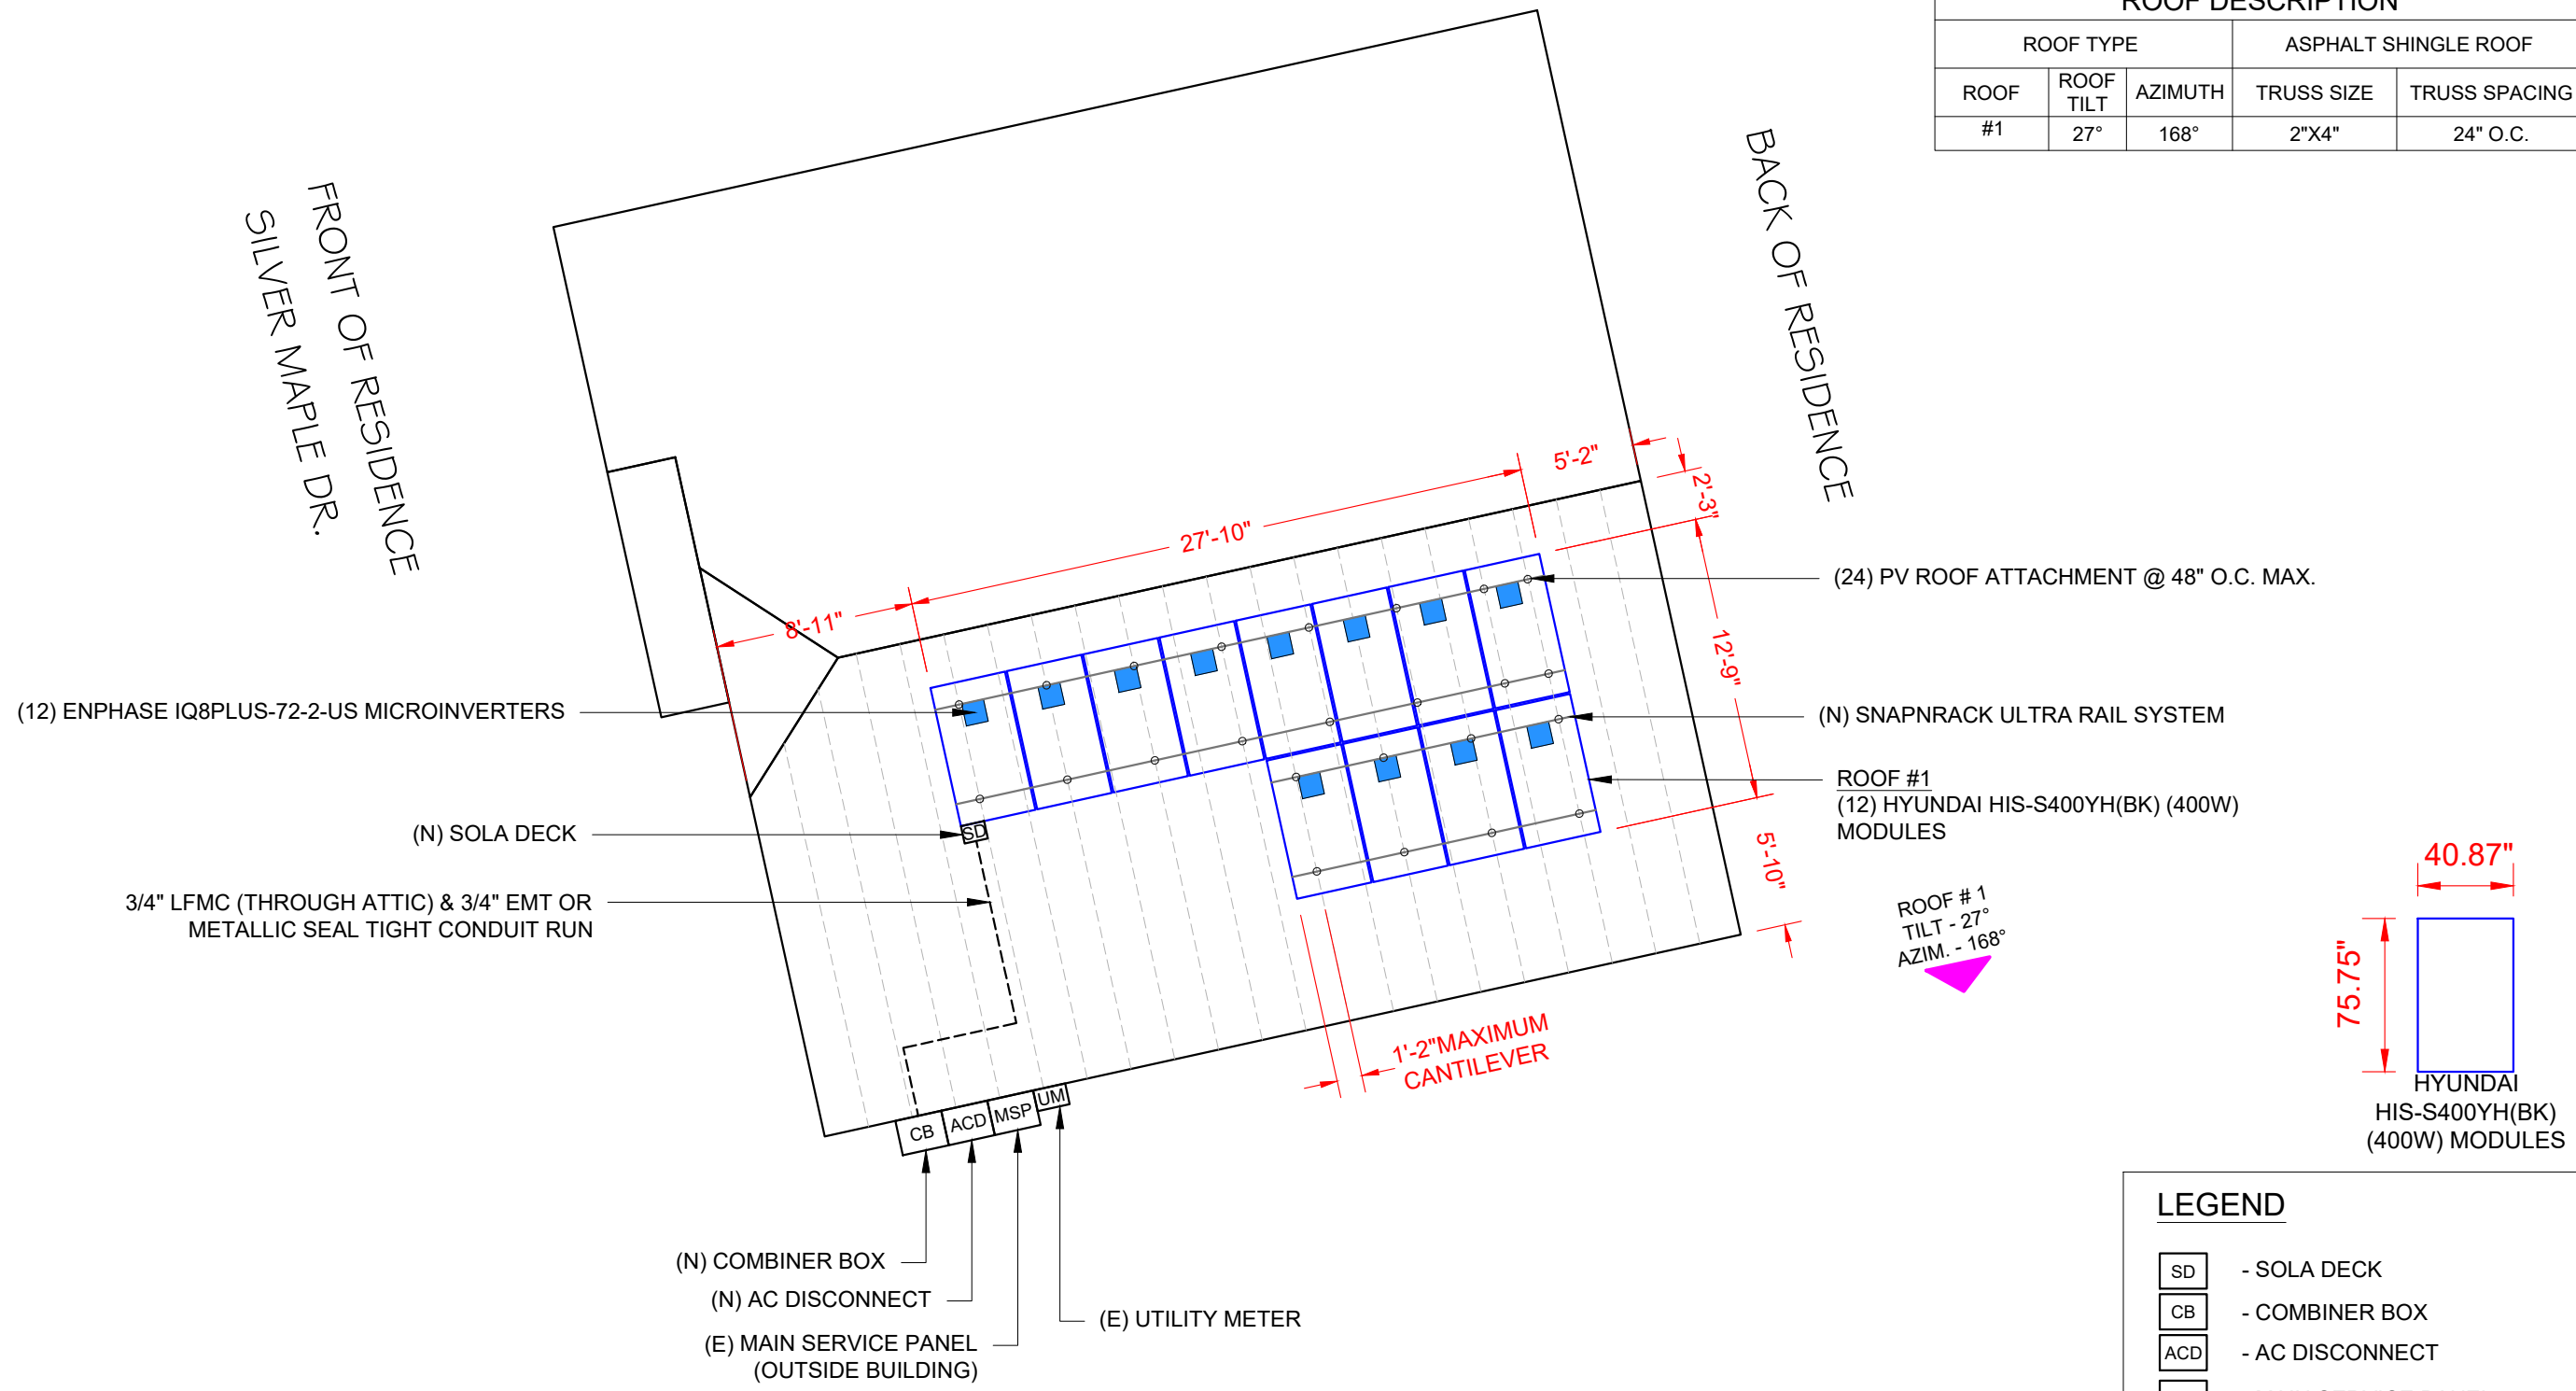 ROOF DESCRIPTION
ROOF TYPE
ASPHALT SHINGLE ROOF
ROOF
ROOF
TILT
AZIMUTH
TRUSS SIZE
TRUSS SPACING
#1
27°
168°
2"X4"
24" O.C.
FRONT OF RESIDENCE
SILVER MAPLE DR.
BACK OF RESIDENCE
5'-2"
2'-3"
27'-10"
8'-11"
12'-9"
5'-10"
(24) PV ROOF ATTACHMENT @ 48" O.C. MAX.
(12) ENPHASE IQ8PLUS-72-2-US MICROINVERTERS
(N) SNAPNRACK ULTRA RAIL SYSTEM
ROOF #1
(12) HYUNDAI HIS-S400YH(BK) (400W)
MODULES
(N) SOLA DECK
SD
3/4" LFMC (THROUGH ATTIC) & 3/4" EMT OR
METALLIC SEAL TIGHT CONDUIT RUN
ROOF # 1
TILT - 27°
AZIM. - 168°
40.87"
75.75"
HYUNDAI
HIS-S400YH(BK)
(400W) MODULES
1'-2"MAXIMUM
CANTILEVER
CB
ACD
MSP
UM
(N) COMBINER BOX
(N) AC DISCONNECT
(E) MAIN SERVICE PANEL
(OUTSIDE BUILDING)
(E) UTILITY METER
LEGEND
SD - SOLA DECK
CB - COMBINER BOX
ACD - AC DISCONNECT